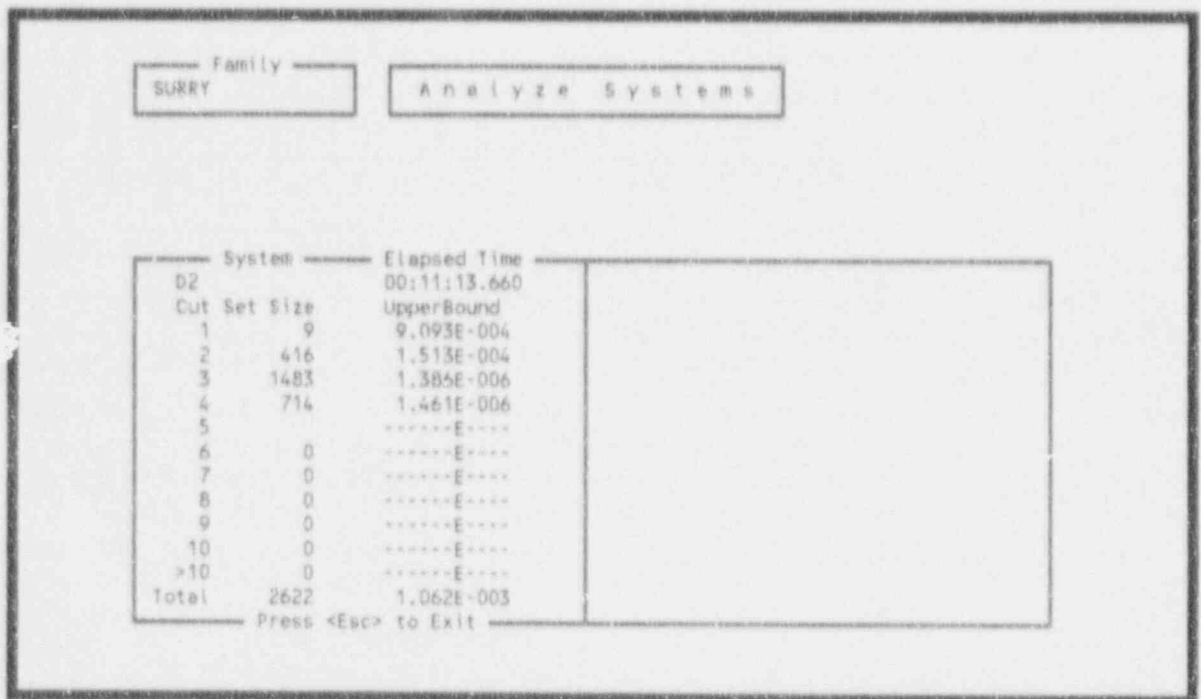 Family
SURRY
Analyze Systems
System Elapsed Time
D2 00:11:13.660
Cut Set Size UpperBound
1 9 9.093E-004
2 416 1.513E-004
3 1483 1.386E-006
4 714 1.461E-006
5 ------E----
6 0 ------E----
7 0 ------E----
8 0 ------E----
9 0 ------E----
10 0 ------E----
>10 0 ------E----
Total 2622 1.062E-003
Press <Esc> to Exit